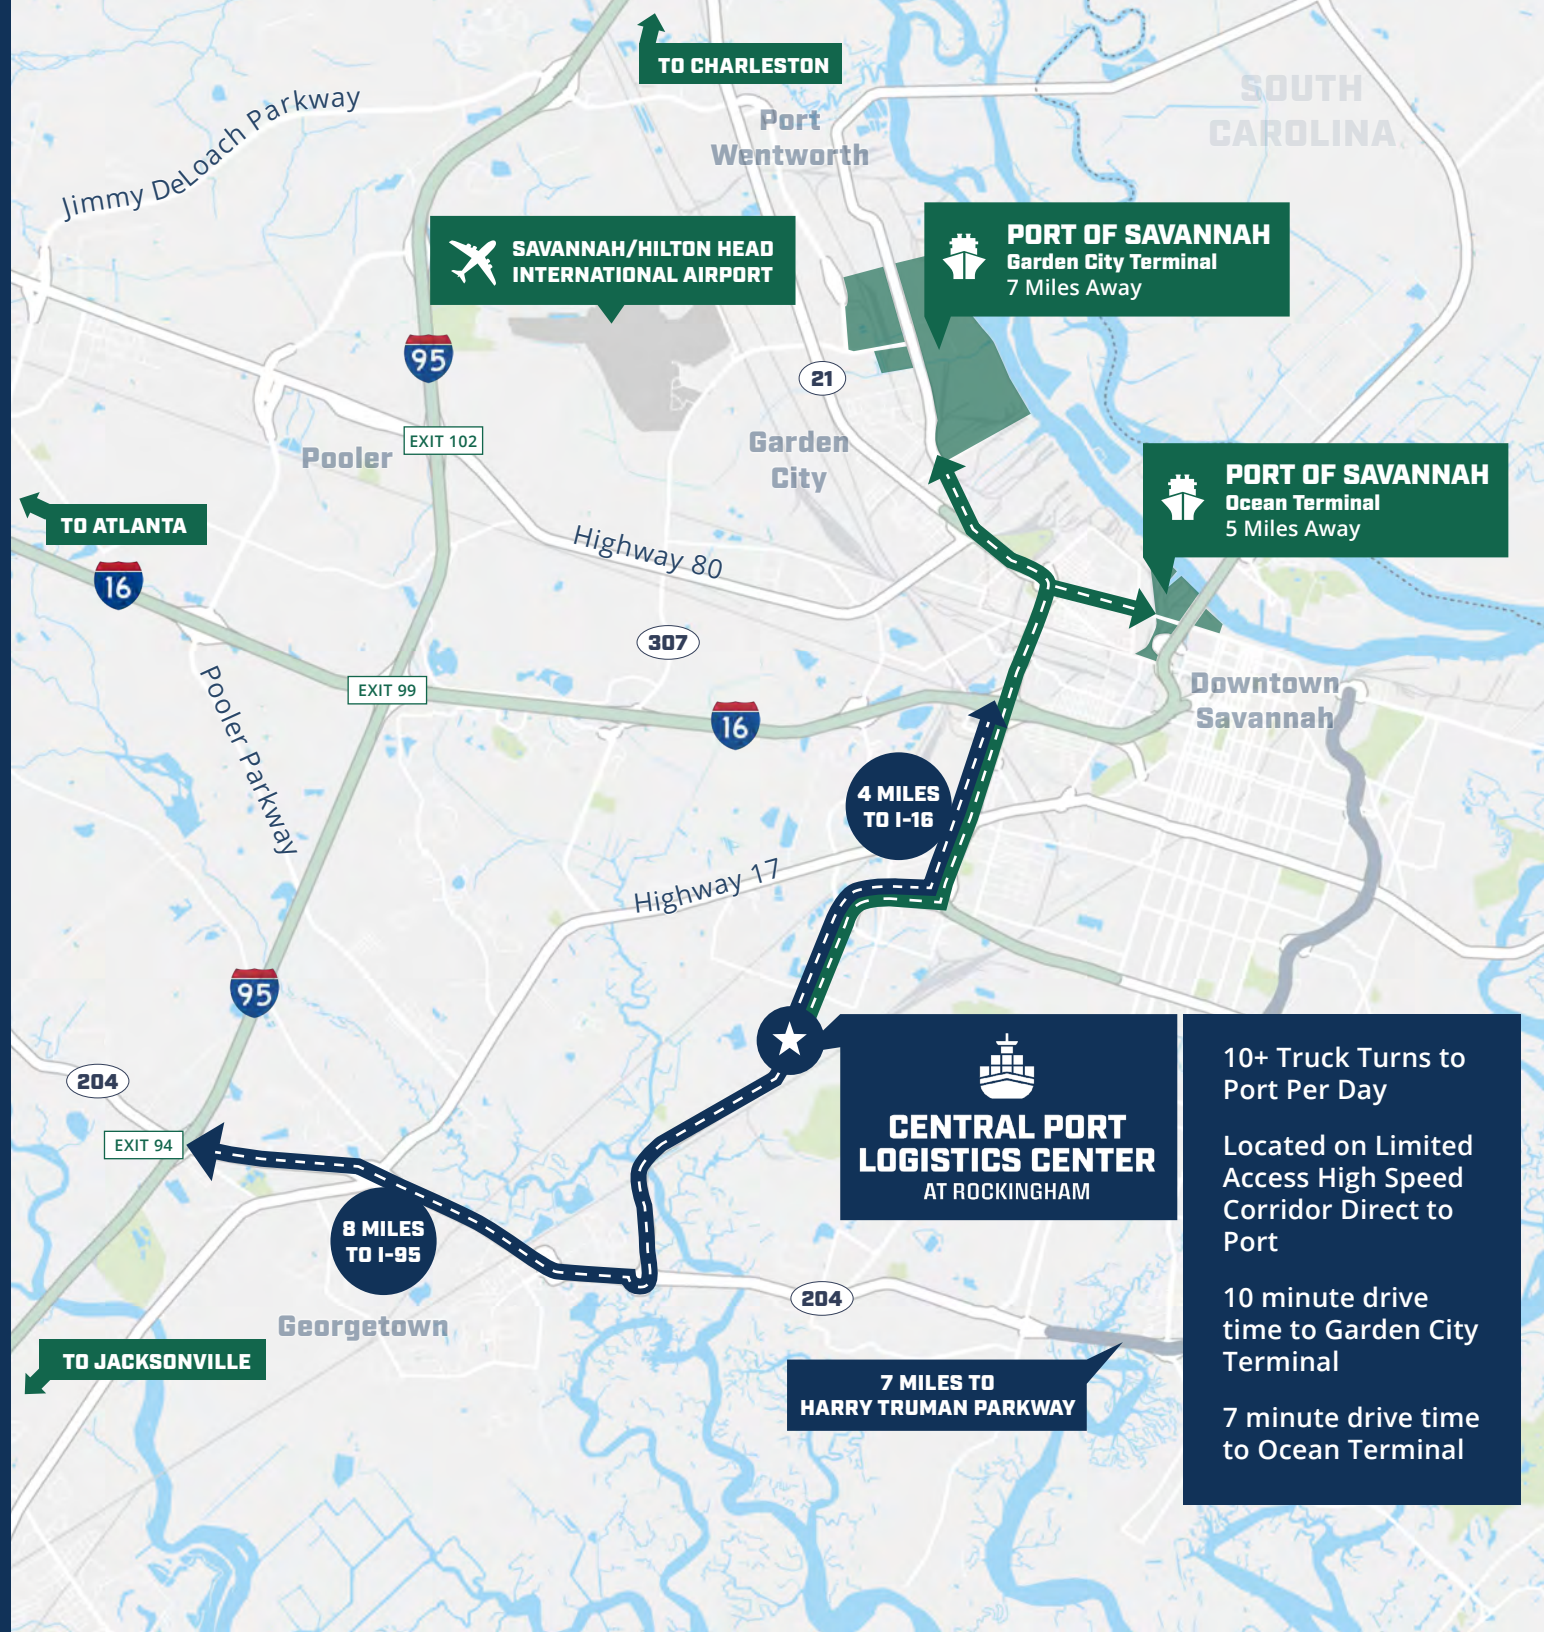 TO CHARLESTON
Jimmy DeLoach Parkway
Port
Wentworth
SOUTH
CAROLINA
SAVANNAH/HILTON HEAD
INTERNATIONAL AIRPORT
PORT OF SAVANNAH
Garden City Terminal
7 Miles Away
95
21
EXIT 102
Pooler
Garden
City
PORT OF SAVANNAH
Ocean Terminal
5 Miles Away
TO ATLANTA
16
Highway 80
307
EXIT 99
Pooler Parkway
16
Downtown
Savannah
4 MILES
TO I-16
Highway 17
95
204
EXIT 94
CENTRAL PORT
LOGISTICS CENTER
AT ROCKINGHAM
10+ Truck Turns to
Port Per Day
Located on Limited
Access High Speed
Corridor Direct to
Port
10 minute drive
time to Garden City
Terminal
7 minute drive time
to Ocean Terminal
8 MILES
TO I-95
204
Georgetown
TO JACKSONVILLE
7 MILES TO
HARRY TRUMAN PARKWAY